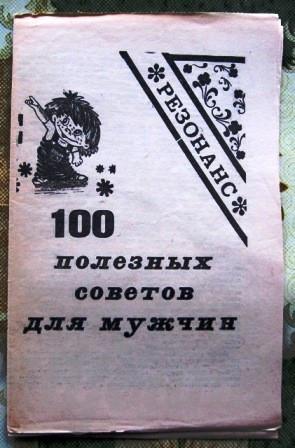 *РЕЗОНАНС*
100
полезных
советов
для мужчин